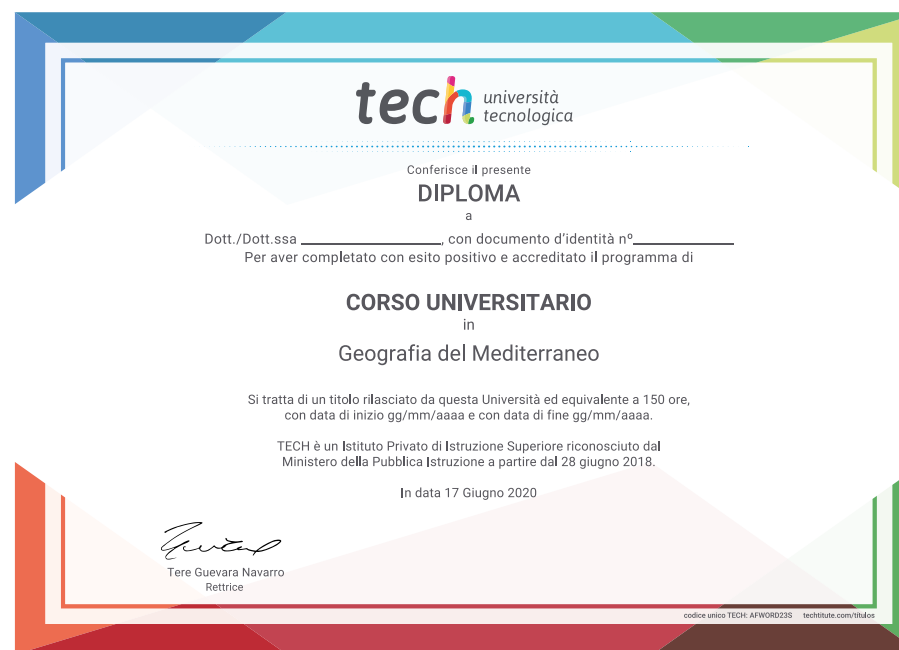 tech università
tecnologica
Conferisce il presente
DIPLOMA
a
Dott./Dott.ssa ____________________, con documento d'identità nº______________
Per aver completato con esito positivo e accreditato il programma di
CORSO UNIVERSITARIO
in
Geografia del Mediterraneo
Si tratta di un titolo rilasciato da questa Università ed equivalente a 150 ore,
con data di inizio gg/mm/aaaa e con data di fine gg/mm/aaaa.
TECH è un Istituto Privato di Istruzione Superiore riconosciuto dal
Ministero della Pubblica Istruzione a partire dal 28 giugno 2018.
In data 17 Giugno 2020
Tere Guevara Navarro
Rettrice
codice unico TECH: AFWORD23S techtitute.com/titulos